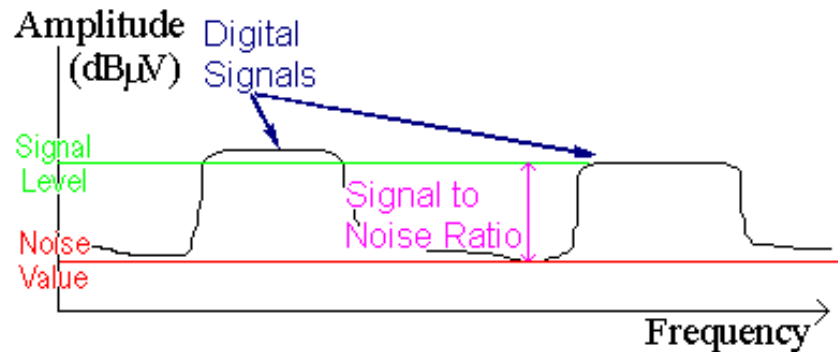 Amplitude
(dBµV)
Digital
Signals
Signal
Level
Signal to
Noise Ratio
Noise
Value
Frequency